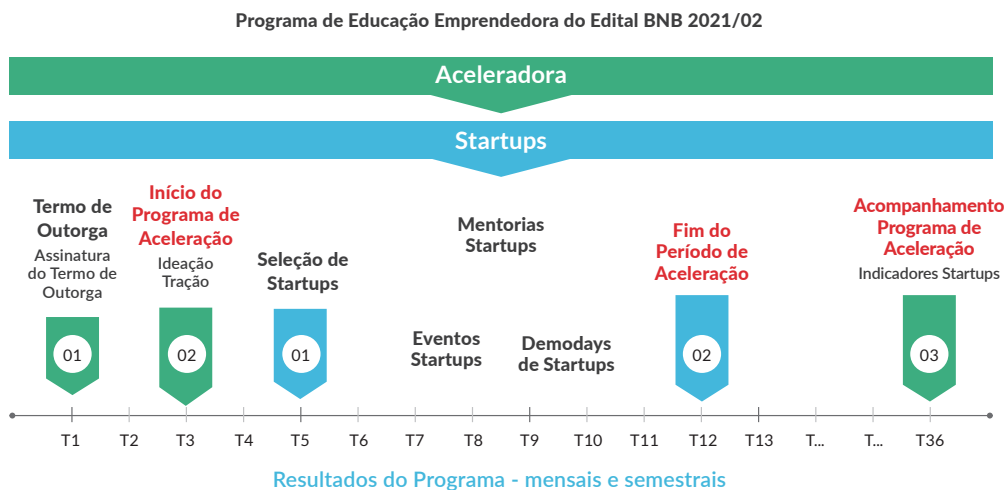 Programa de Educação Empreendedora do Edital BNB 2021/02
Aceleradora
Startups
Termo de
Outorga
Assinatura
do Termo de
Outorga
01
Início do
Programa de
Aceleração
Ideação
Tração
02
Seleção de
Startups
01
Eventos
Startups
Mentorias
Startups
Demodays
de Startups
Fim do
Período de
Aceleração
02
Acompanhamento
Programa de
Aceleração
Indicadores Startups
03
T1 T2 T3 T4 T5 T6 T7 T8 T9 T10 T11 T12 T13 T... T... T36
Resultados do Programa - mensais e semestrais